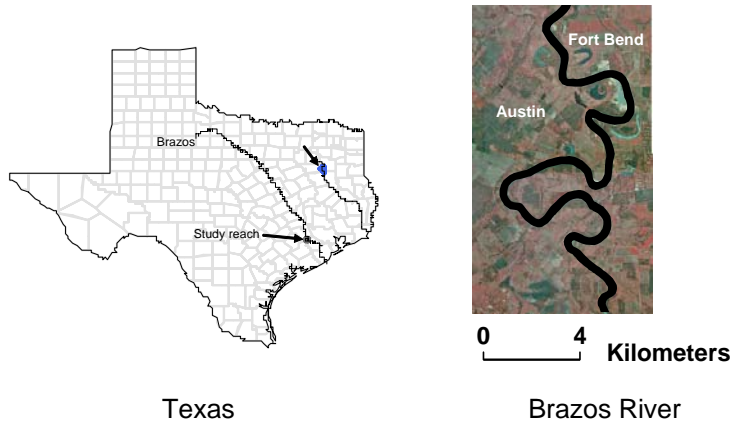 Brazos
Study reach
Texas
Fort Bend
Austin
0 4
Kilometers
Brazos River